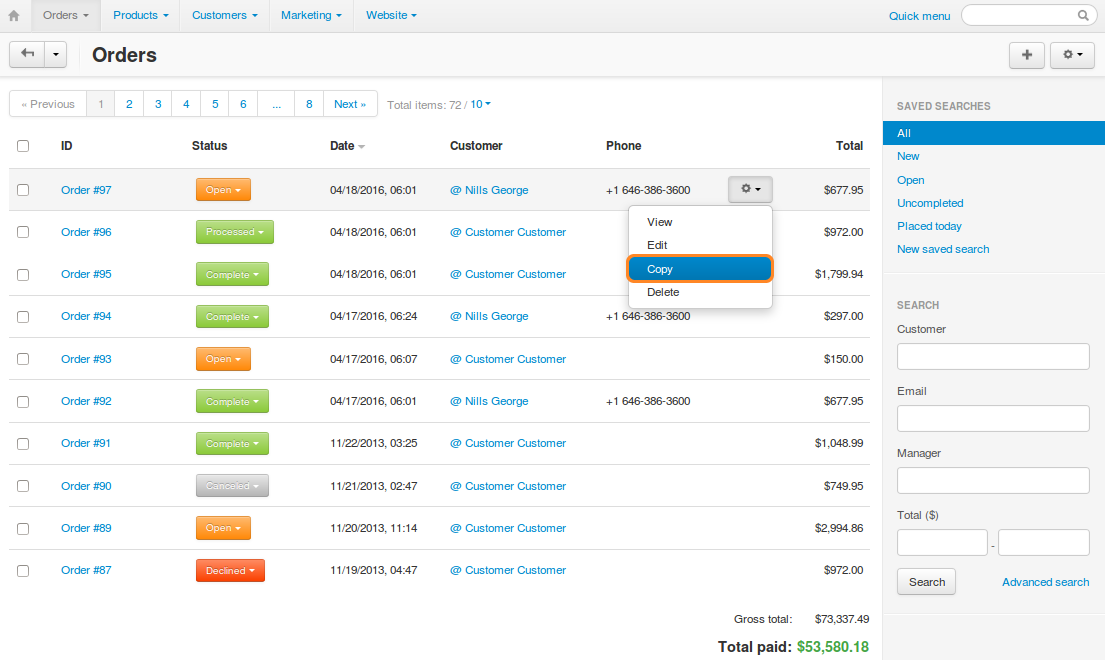 Orders Products Customers Marketing Website Quick menu
Orders
« Previous 1 2 3 4 5 6 ... 8 Next » Total items: 72 / 10
ID Status Date Customer Phone Total
Order #97 Open 04/18/2016, 06:01 @ Nills George +1 646-386-3600 $677.95
View
Order #96 Processed 04/18/2016, 06:01 @ Customer Customer $972.00
Edit
Copy
Order #95 Complete 04/18/2016, 06:01 @ Customer Customer $1,799.94
Delete
Order #94 Complete 04/17/2016, 06:24 @ Nills George +1 646-386-3600 $297.00
Order #93 Open 04/17/2016, 06:07 @ Customer Customer $150.00
Order #92 Complete 04/17/2016, 06:01 @ Nills George +1 646-386-3600 $677.95
Order #91 Complete 11/22/2013, 03:25 @ Customer Customer $1,048.99
Order #90 Canceled 11/21/2013, 02:47 @ Customer Customer $749.95
Order #89 Open 11/20/2013, 11:14 @ Customer Customer $2,994.86
Order #87 Declined 11/19/2013, 04:47 @ Customer Customer $972.00
Gross total: $73,337.49
Total paid: $53,580.18
SAVED SEARCHES
All
New
Open
Uncompleted
Placed today
New saved search
SEARCH
Customer
Email
Manager
Total ($)
-
Search Advanced search